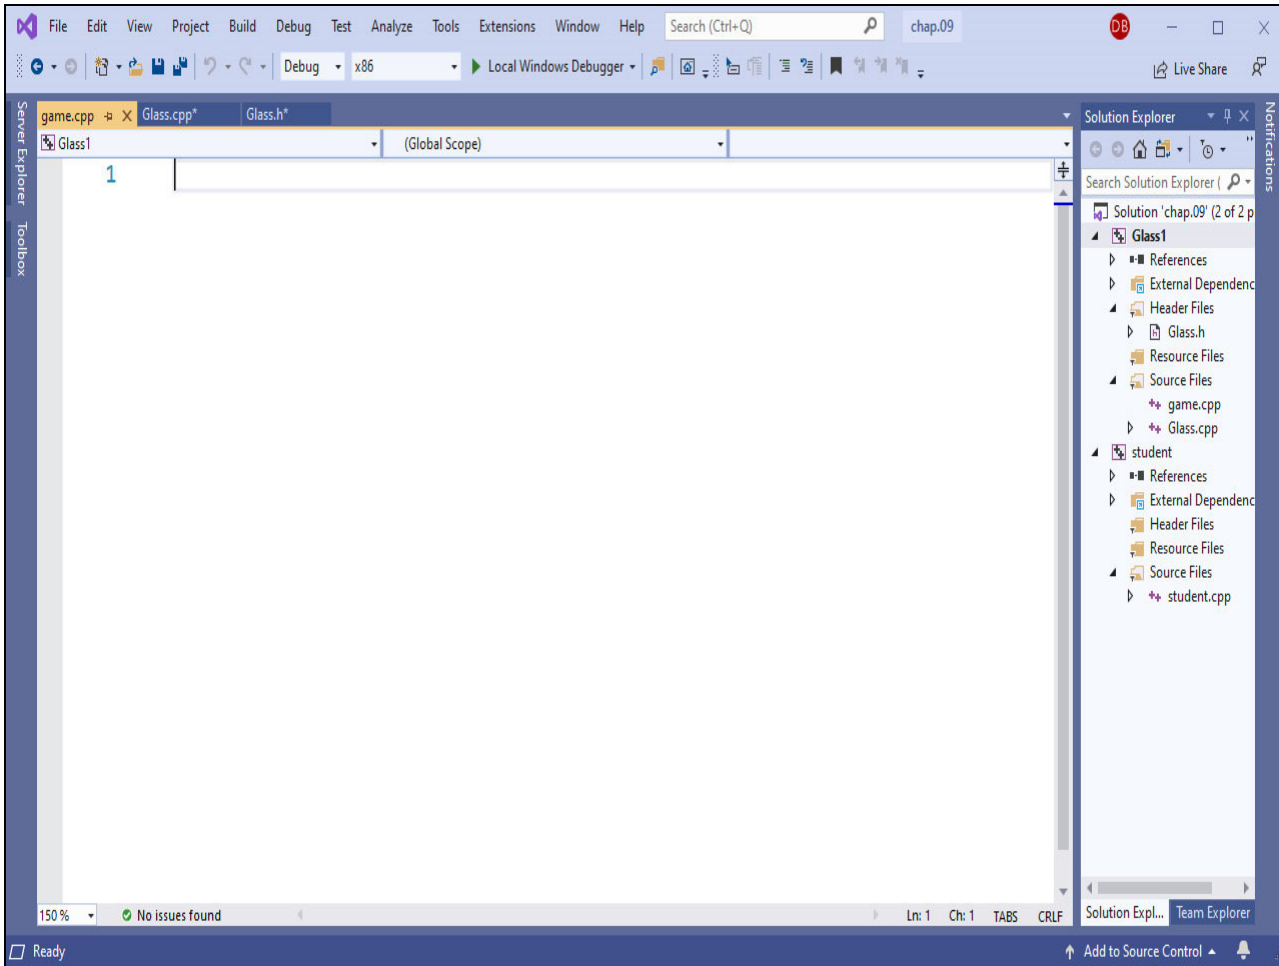 File Edit View Project Build Debug Test Analyze Tools Extensions Window Help Search (Ctrl+Q) chap.09 DB
Debug x86 Local Windows Debugger Live Share
Server Explorer
Toolbox
game.cpp Glass.cpp* Glass.h*
Glass1 (Global Scope)
1
150 % No issues found Ln: 1 Ch: 1 TABS CRLF
Solution Explorer
Search Solution Explorer (
Solution 'chap.09' (2 of 2 p
Glass1
References
External Dependenc
Header Files
Glass.h
Resource Files
Source Files
game.cpp
Glass.cpp
student
References
External Dependenc
Header Files
Resource Files
Source Files
student.cpp
Solution Expl... Team Explorer
Notifications
Ready Add to Source Control